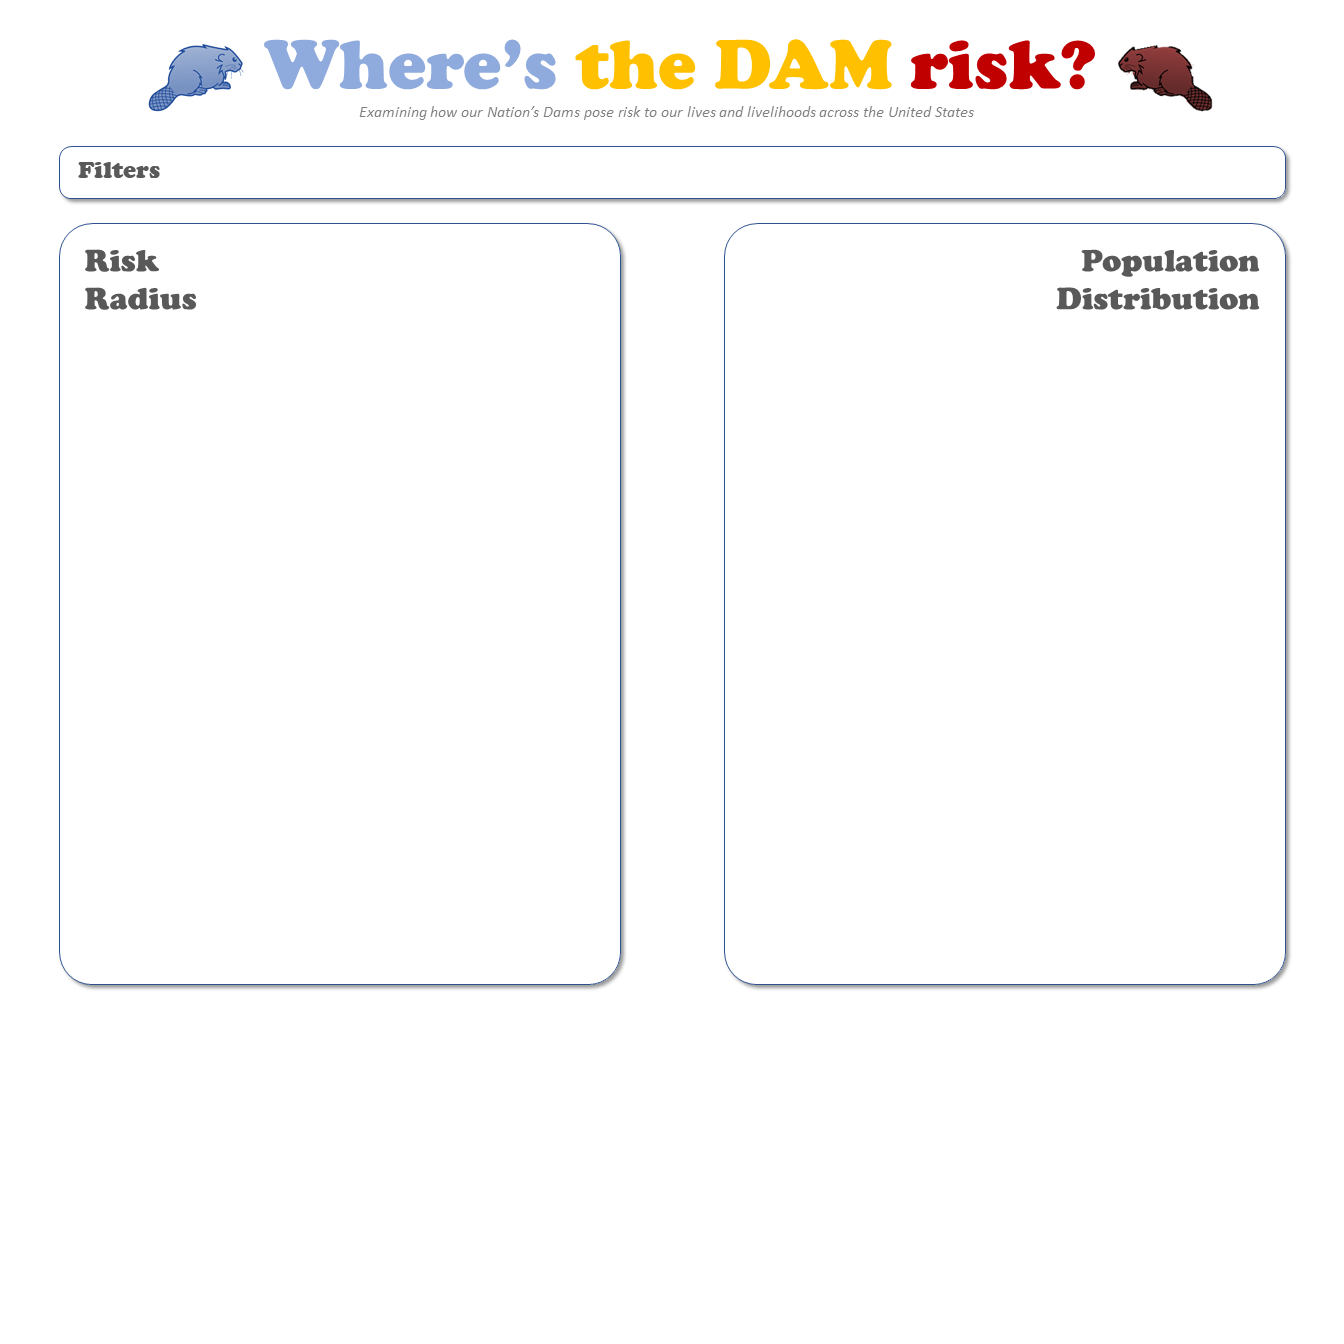 Where’s the DAM risk?
Examining how our Nation’s Dams pose risk to our lives and livelihoods across the United States
Filters
Risk
Radius
Population
Distribution